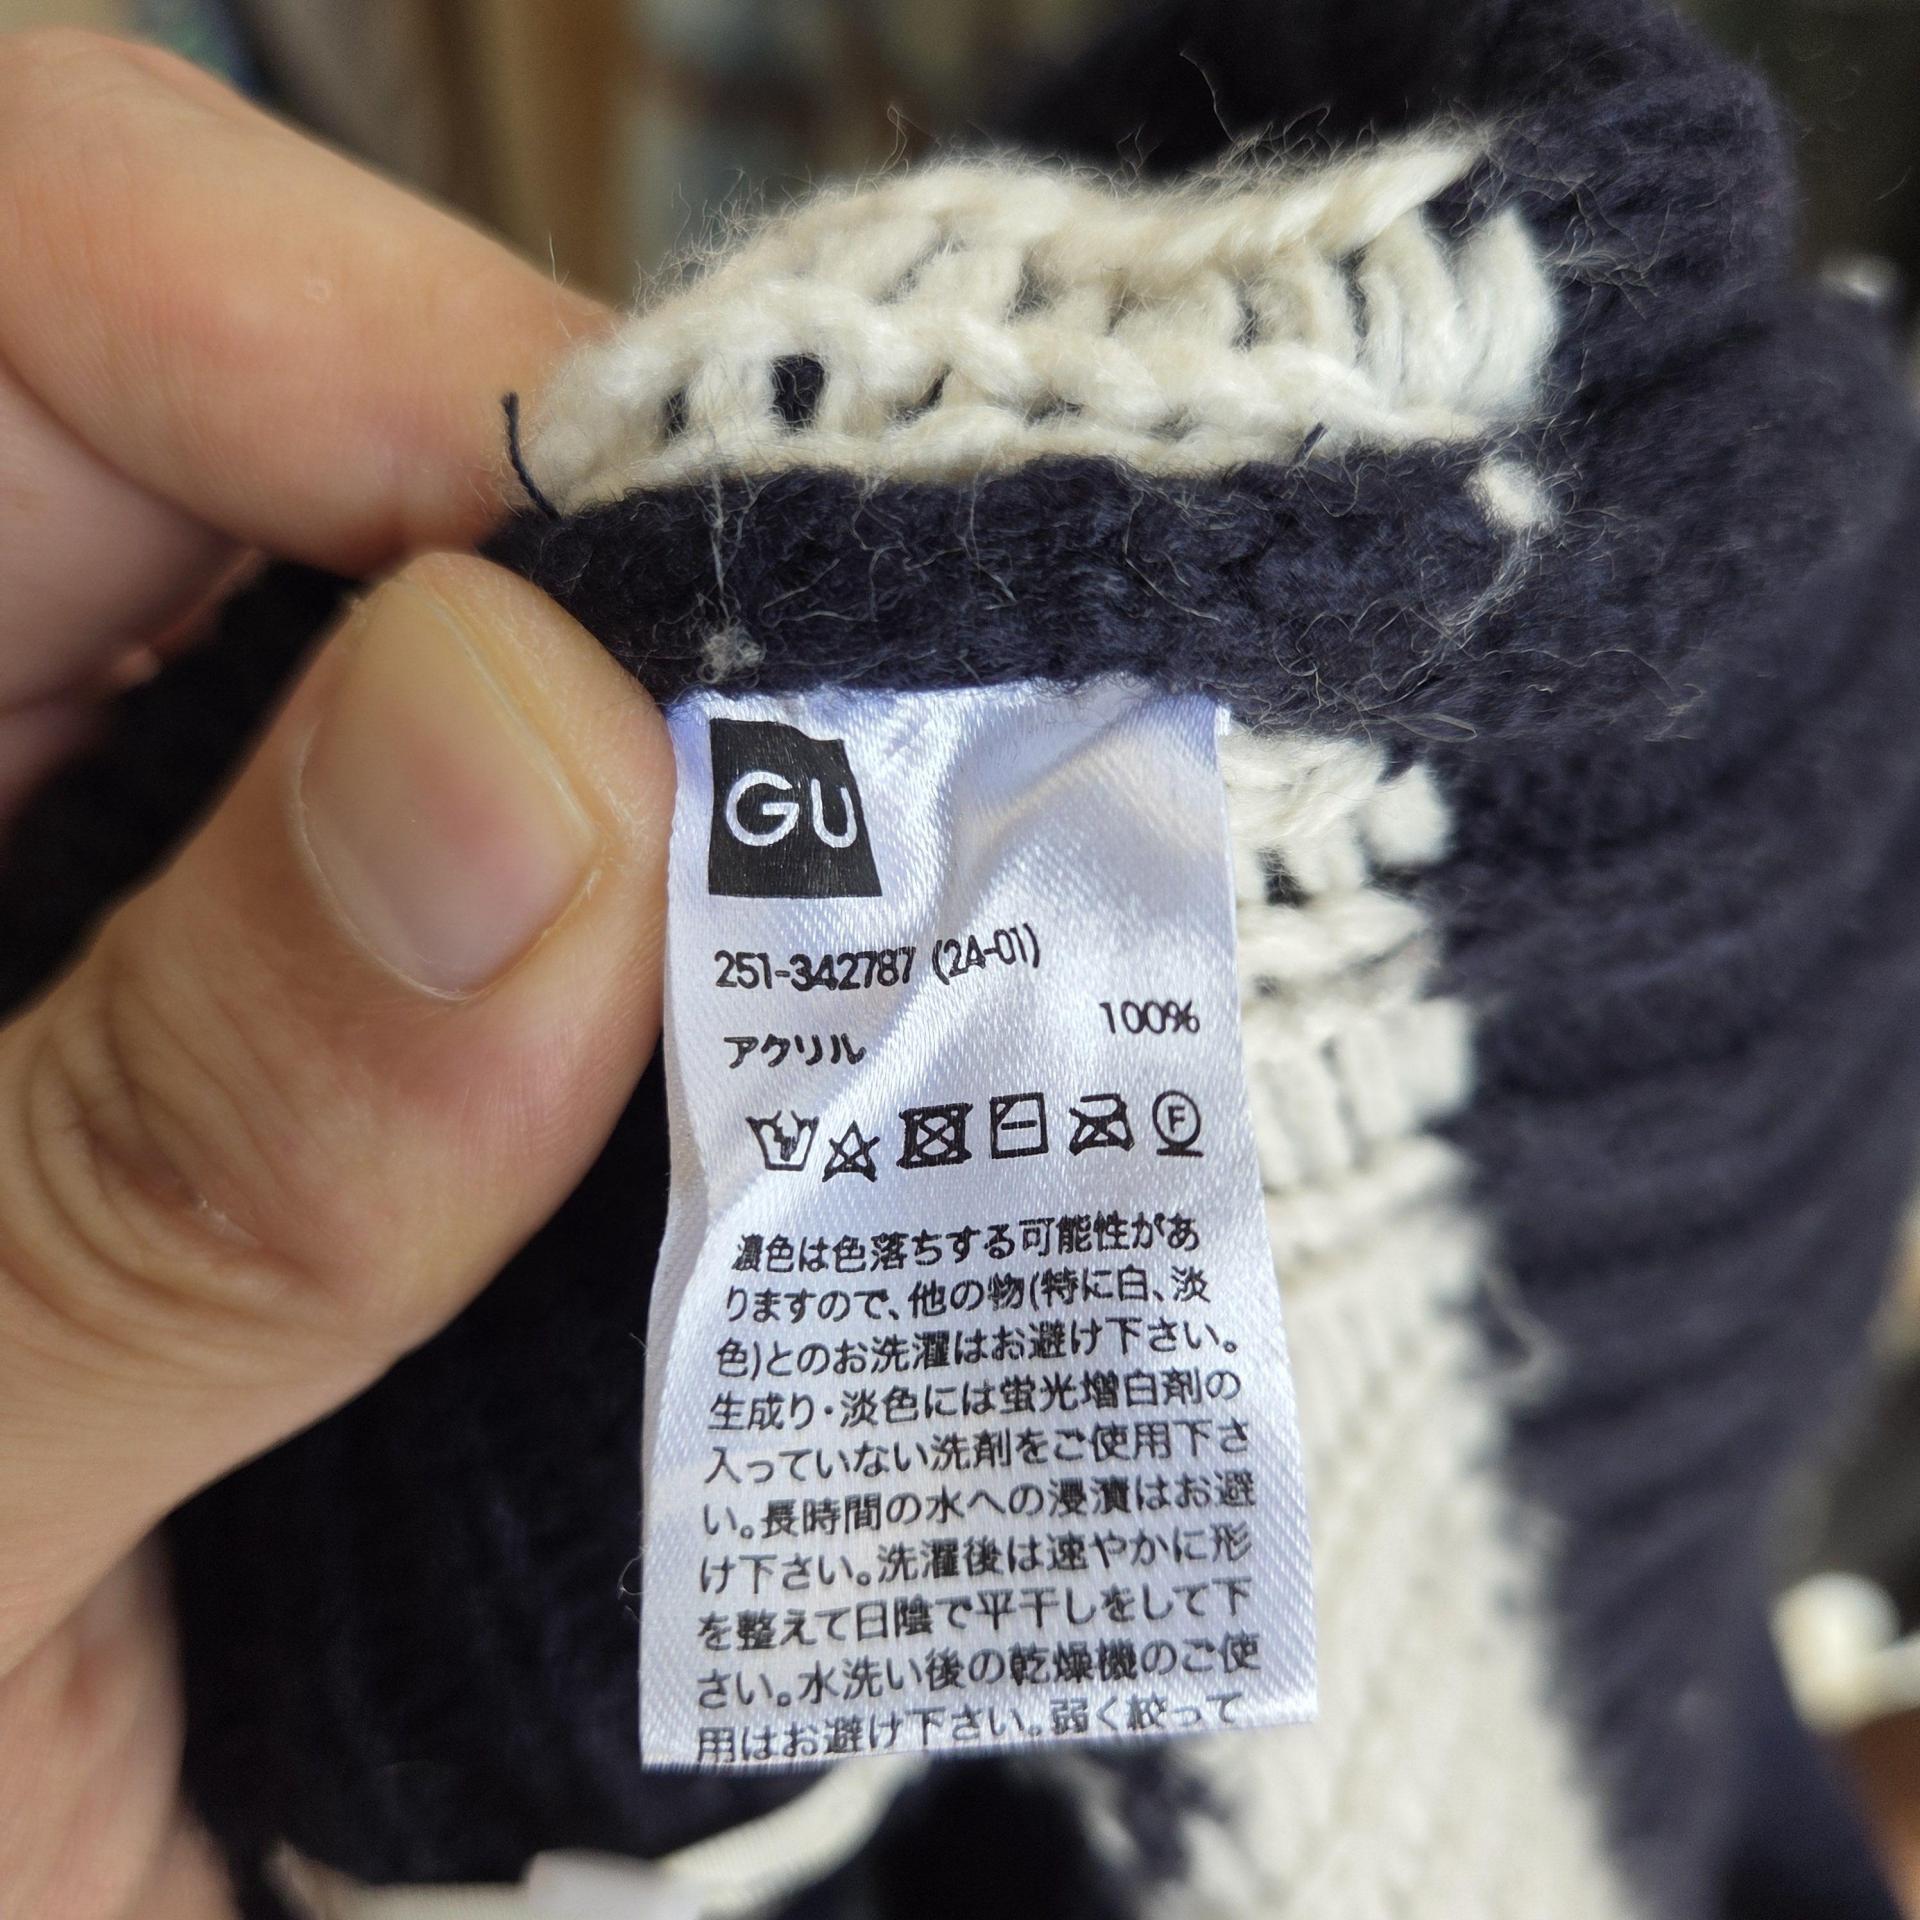 GU
251-342787 (2A-01)
アクリル 100%
F
濃色は色落ちする可能性があ
りますので、他の物(特に白、淡
色)とのお洗濯はお避け下さい。
生成り・淡色には蛍光増白剤の
入っていない洗剤をご使用下さ
い。長時間の水への浸漬はお避
け下さい。洗濯後は速やかに形
を整えて日陰で平干しをして下
さい。水洗い後の乾燥機のご使
用はお避け下さい。弱く絞って